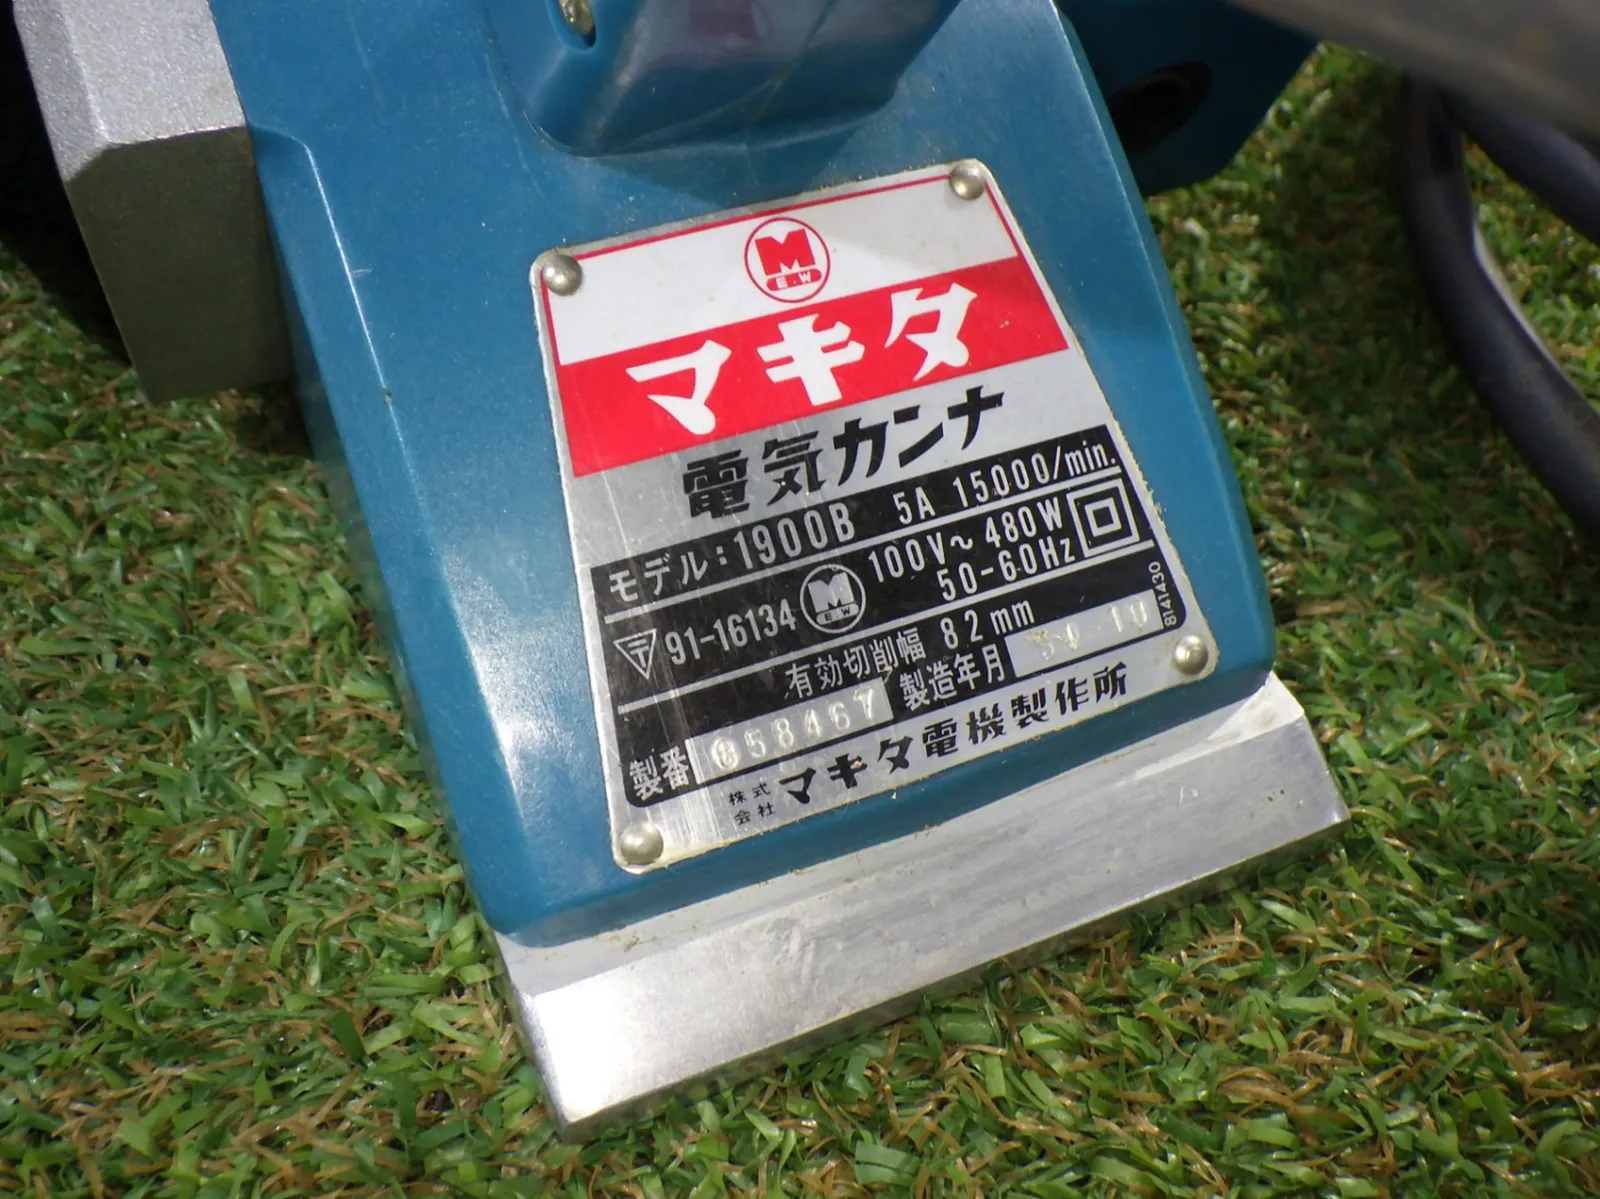 M
E.W
マキタ
電気カンナ
モデル：1900B 5A 15000/min.
〒 91-16134 M E.W 100V～480W
50-60Hz
有効切削幅 82mm
製番 製造年月
株式会社 マキタ電機製作所
8141430